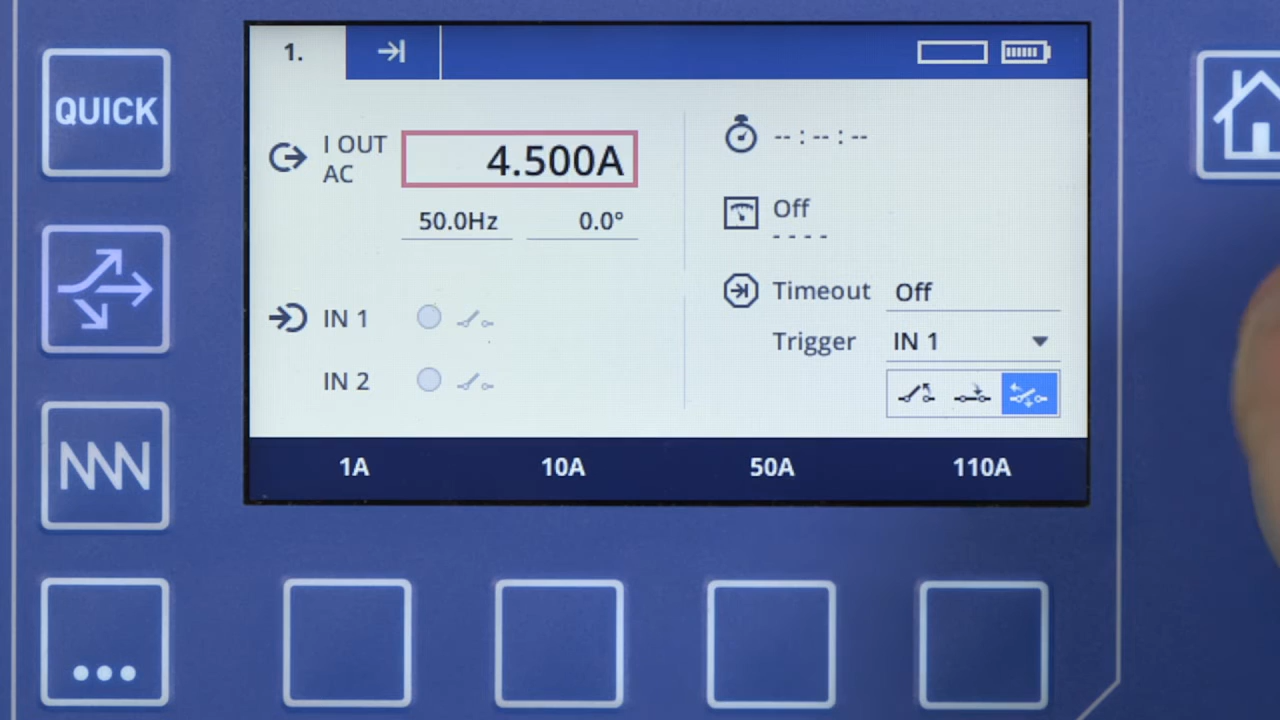 QUICK
1.
I OUT
AC
4.500A
50.0Hz 0.0°
IN 1
IN 2
-- : -- : --
Off
- - - -
Timeout Off
Trigger IN 1
1A 10A 50A 110A